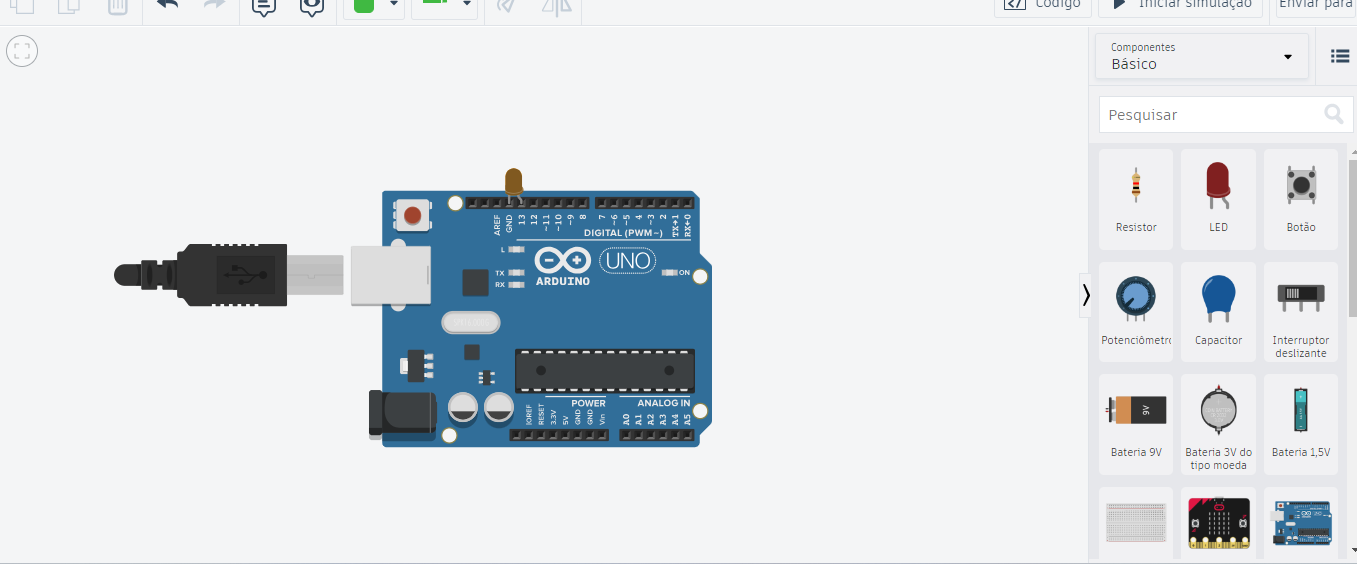 Código
Iniciar simulação
Enviar para
Componentes
Básico
Pesquisar
Resistor
LED
Botão
Potenciômetro
Capacitor
Interruptor
deslizante
9V
Bateria 9V
Bateria 3V do
tipo moeda
Bateria 1,5V
AREF
GND
13
12
~11
~10
~9
8
7
~6
~5
4
~3
2
TX→1
RX←0
DIGITAL (PWM~)
L
TX
RX
UNO
ON
ARDUINO
POWER
ANALOG IN
IOREF
RESET
3.3V
5V
GND
GND
Vin
A0
A1
A2
A3
A4
A5